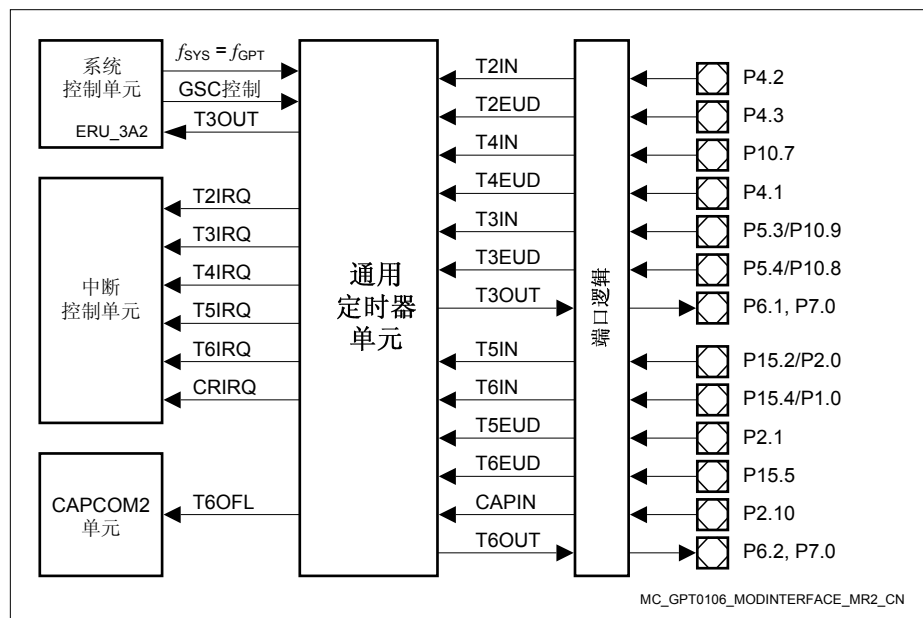 系统
控制单元
ERU_3A2
fSYS = fGPT
GSC控制
T3OUT
中断
控制单元
T2IRQ
T3IRQ
T4IRQ
T5IRQ
T6IRQ
CRIRQ
CAPCOM2
单元
T6OFL
通用
定时器
单元
T2IN
T2EUD
T4IN
T4EUD
T3IN
T3EUD
T3OUT
T5IN
T6IN
T5EUD
T6EUD
CAPIN
T6OUT
端口逻辑
P4.2
P4.3
P10.7
P4.1
P5.3/P10.9
P5.4/P10.8
P6.1, P7.0
P15.2/P2.0
P15.4/P1.0
P2.1
P15.5
P2.10
P6.2, P7.0
MC_GPT0106_MODINTERFACE_MR2_CN